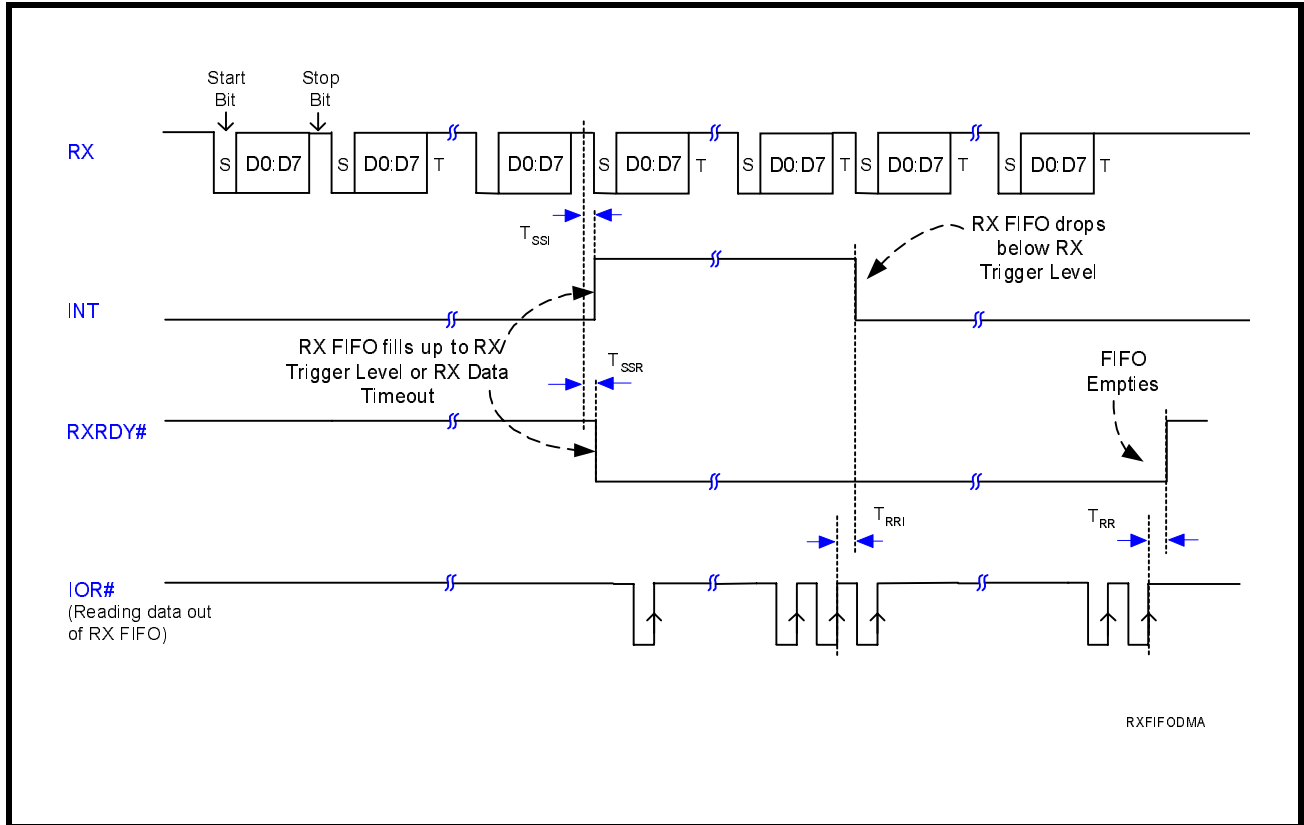 Start
Bit
Stop
Bit
RX
S D0:D7 S D0:D7 T D0:D7 S D0:D7 T S D0:D7 T S D0:D7 T S D0:D7 T
TSSI
RX FIFO drops
below RX
Trigger Level
INT
RX FIFO fills up to RX
Trigger Level or RX Data
Timeout
TSSR
FIFO
Empties
RXRDY#
TRRI
TRR
IOR#
(Reading data out
of RX FIFO)
RXFIFODMA